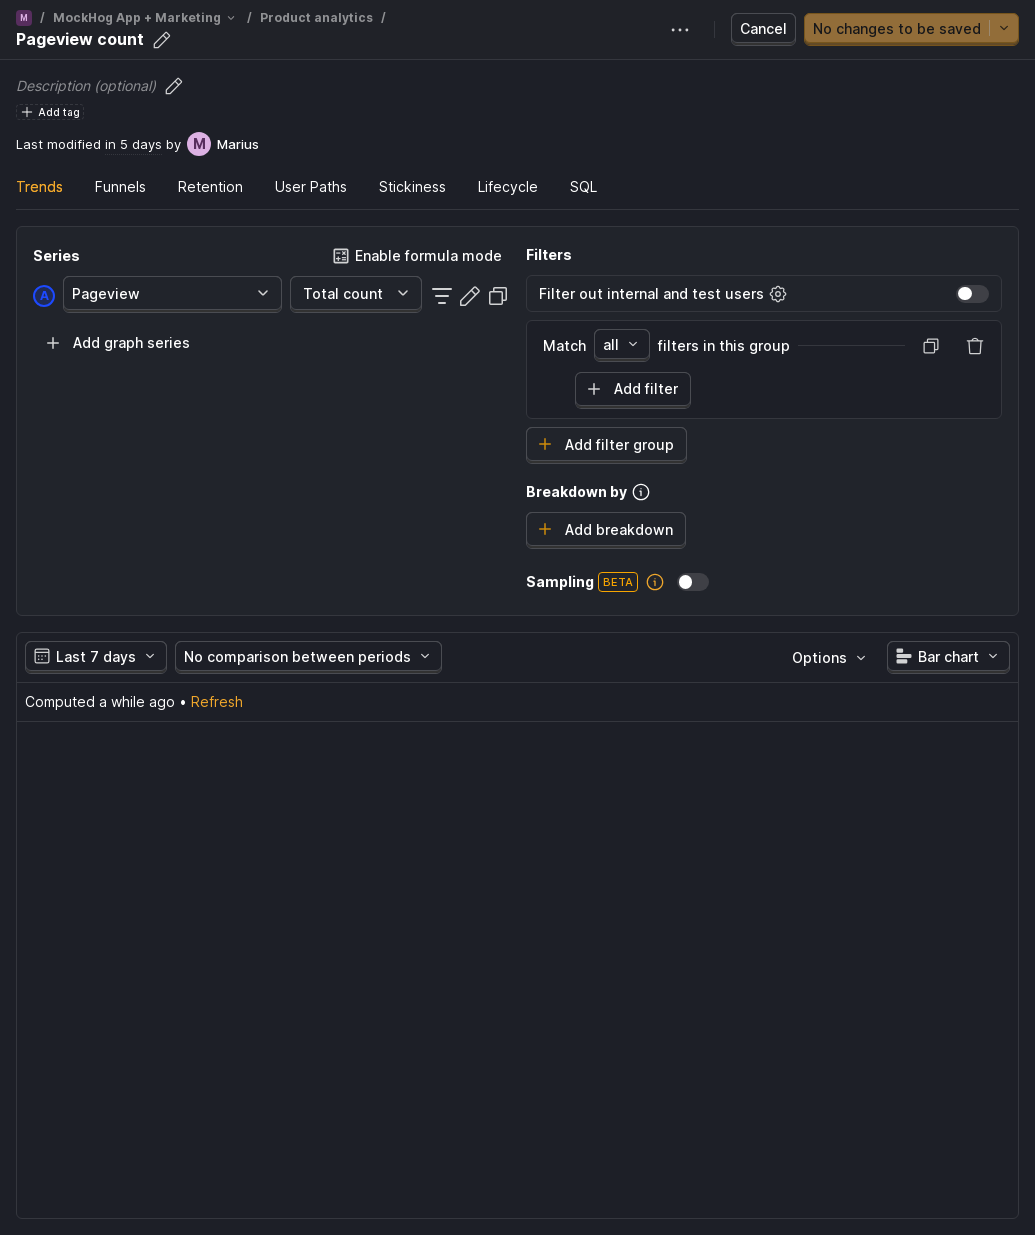 M / MockHog App + Marketing / Product analytics /
Pageview count
Cancel
No changes to be saved
Description (optional)
Add tag
Last modified in 5 days by M Marius
Trends Funnels Retention User Paths Stickiness Lifecycle SQL
Series
Enable formula mode
A Pageview Total count
Add graph series
Filters
Filter out internal and test users
Match all filters in this group
Add filter
Add filter group
Breakdown by
Add breakdown
Sampling BETA
Last 7 days No comparison between periods Options Bar chart
Computed a while ago • Refresh